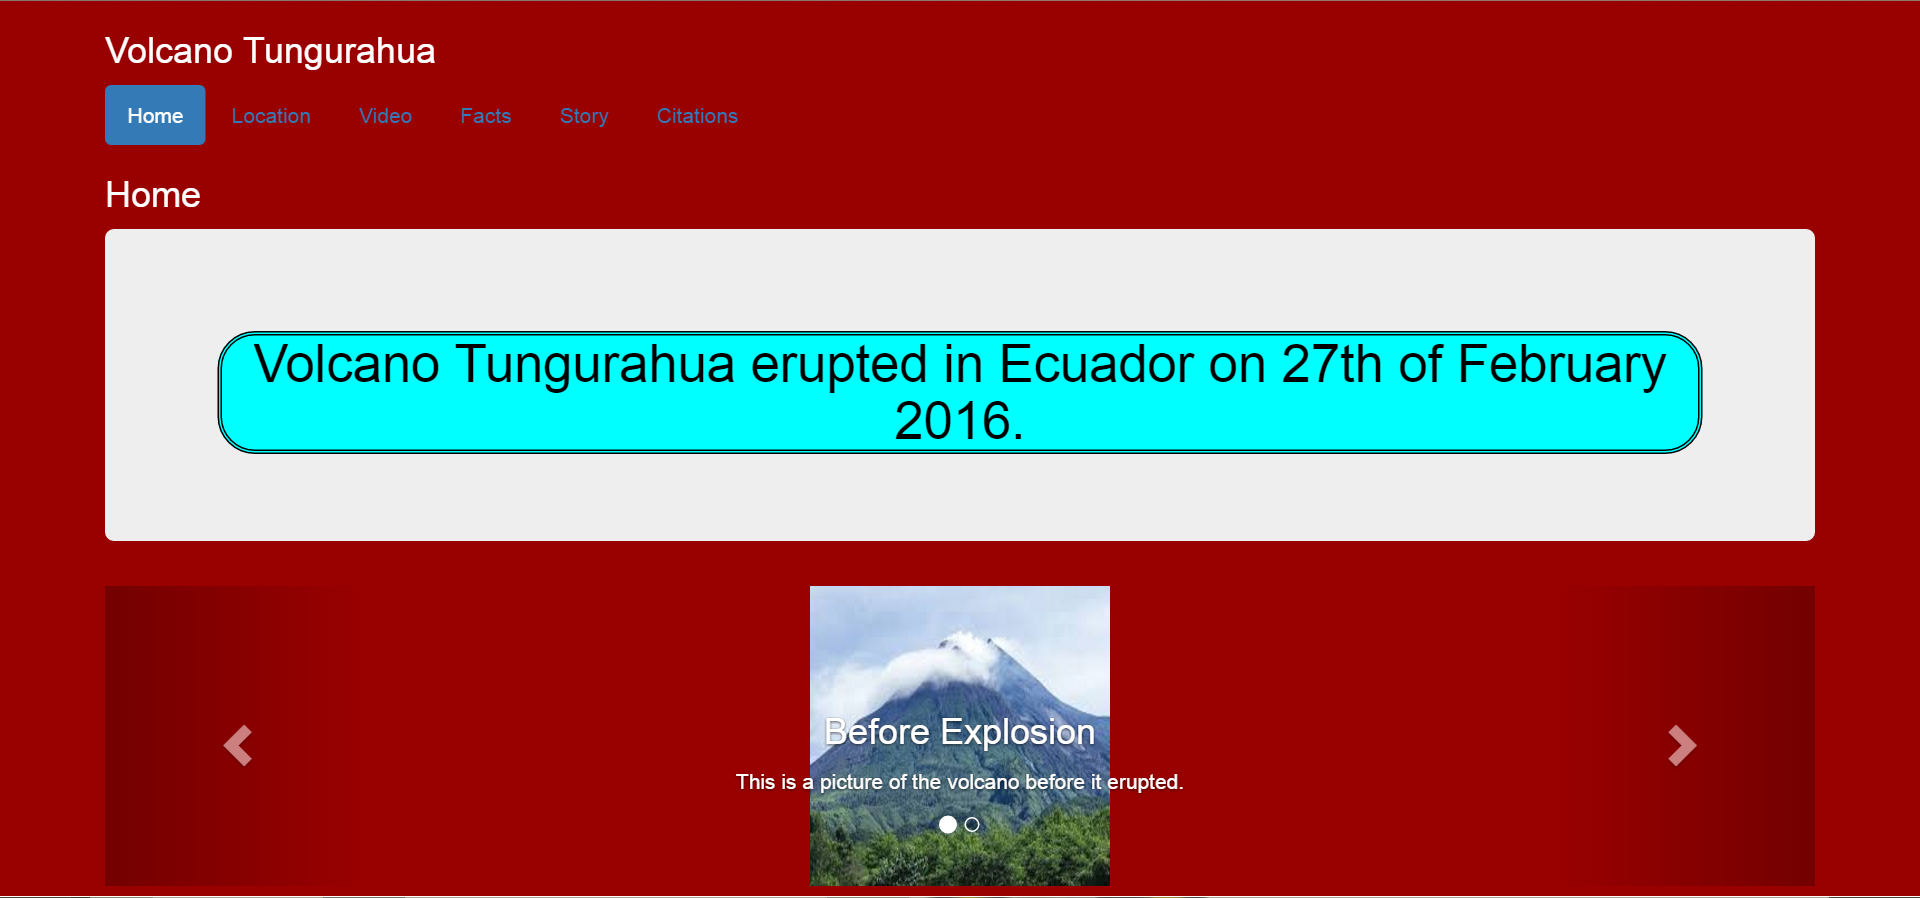 Volcano Tungurahua
Home Location Video Facts Story Citations
Home
Volcano Tungurahua erupted in Ecuador on 27th of February
2016.
Before Explosion
This is a picture of the volcano before it erupted.